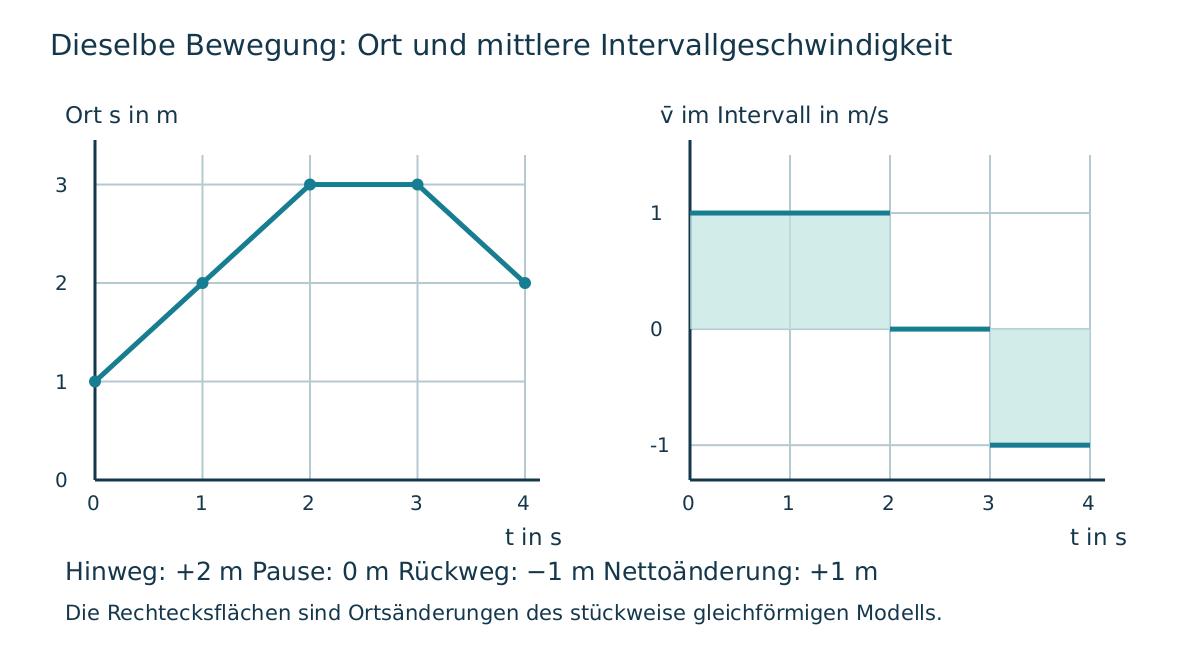 Dieselbe Bewegung: Ort und mittlere Intervallgeschwindigkeit
Ort s in m
3
2
1
0
0 1 2 3 4
t in s
v̄ im Intervall in m/s
1
0
-1
0 1 2 3 4
t in s
Hinweg: +2 m Pause: 0 m Rückweg: −1 m Nettoänderung: +1 m
Die Rechtecksflächen sind Ortsänderungen des stückweise gleichförmigen Modells.